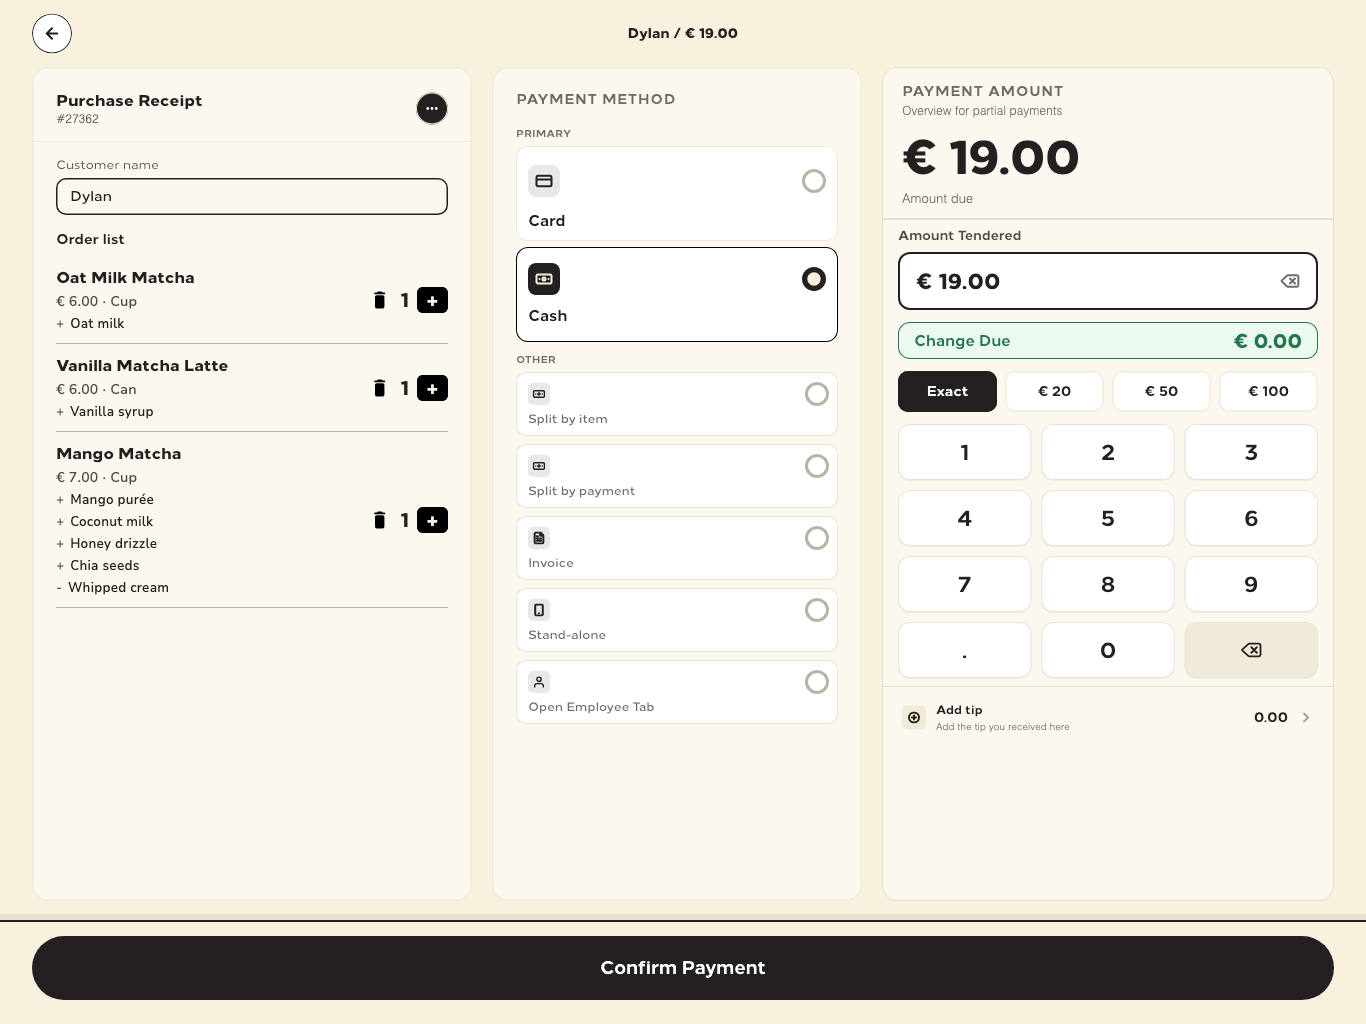 Dylan / € 19.00
Purchase Receipt
#27362
Customer name
Dylan
Order list
Oat Milk Matcha
€ 6.00 · Cup
+ Oat milk
1 +
Vanilla Matcha Latte
€ 6.00 · Can
+ Vanilla syrup
1 +
Mango Matcha
€ 7.00 · Cup
+ Mango purée
+ Coconut milk
+ Honey drizzle
+ Chia seeds
- Whipped cream
1 +
PAYMENT METHOD
PRIMARY
Card
Cash
OTHER
Split by item
Split by payment
Invoice
Stand-alone
Open Employee Tab
PAYMENT AMOUNT
Overview for partial payments
€ 19.00
Amount due
Amount Tendered
€ 19.00
Change Due € 0.00
Exact € 20 € 50 € 100
1 2 3
4 5 6
7 8 9
. 0
Add tip
Add the tip you received here
0.00
Confirm Payment